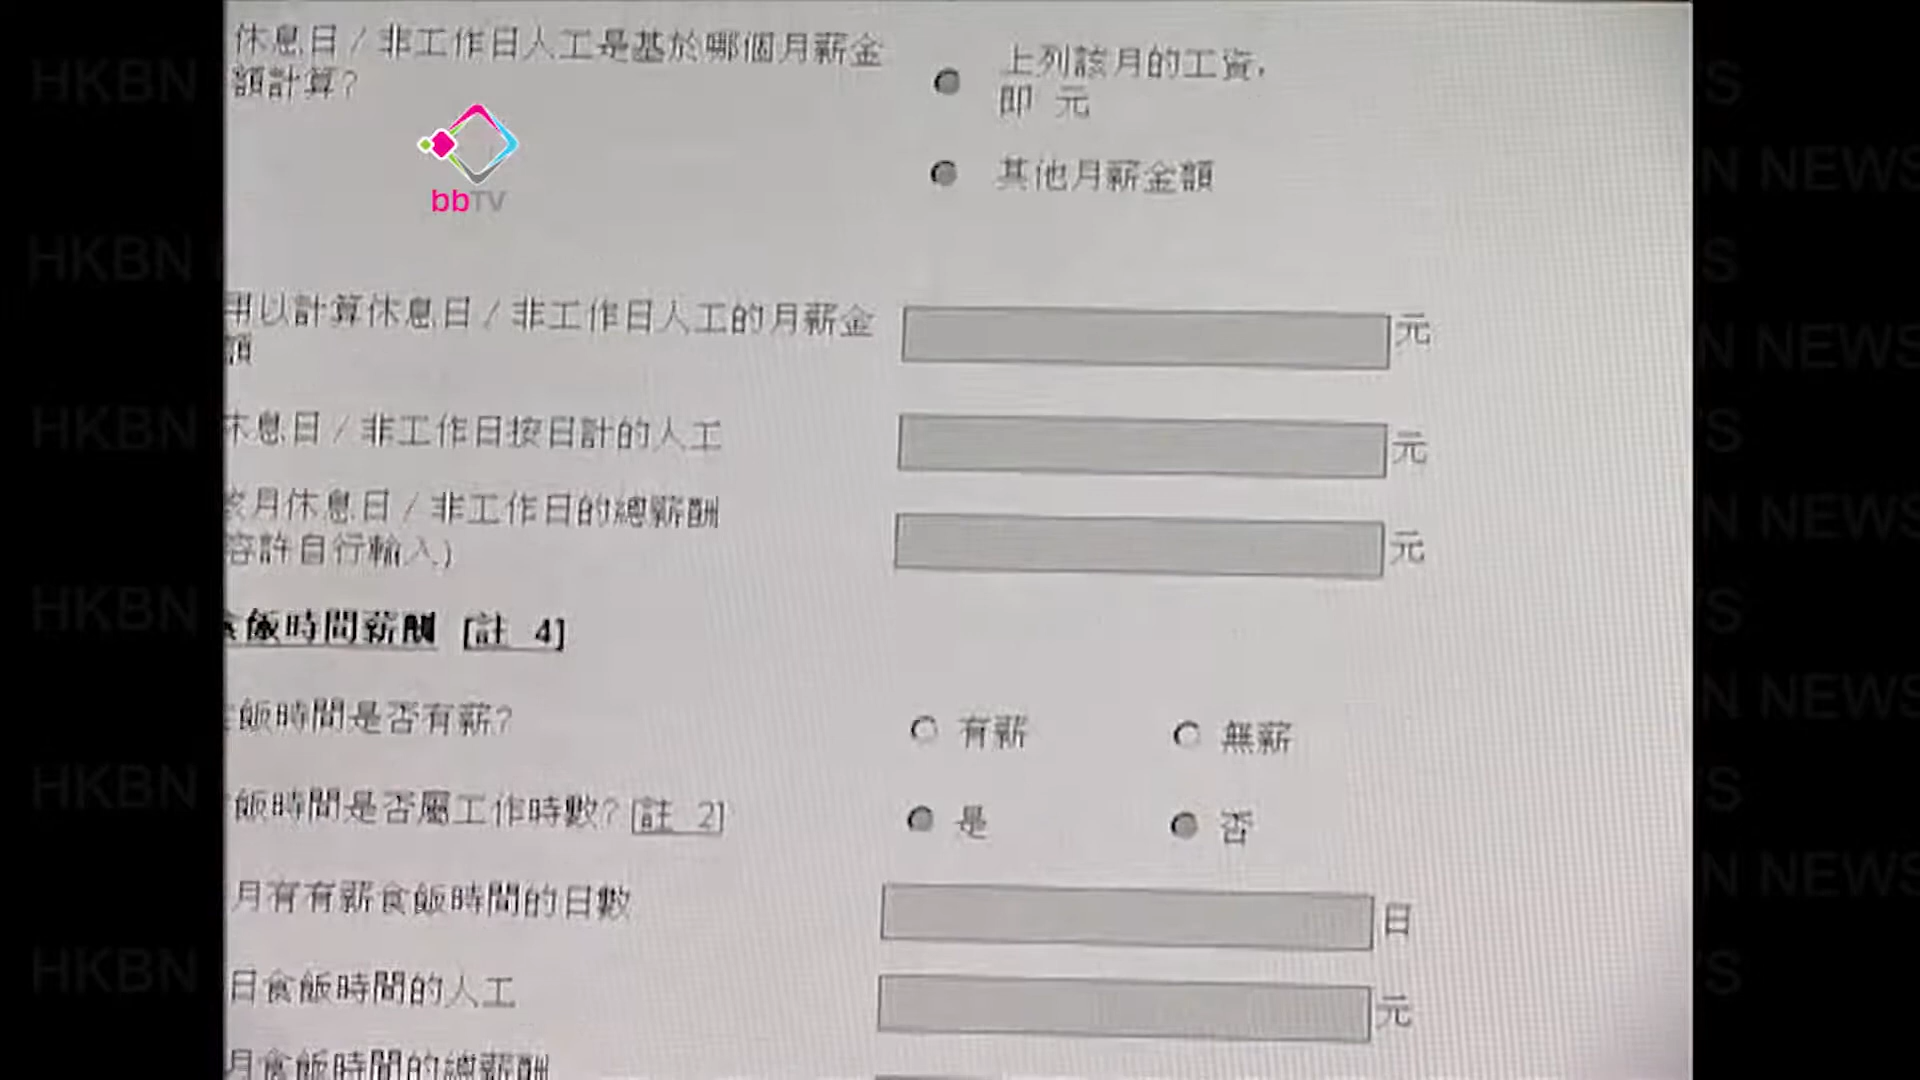 休息日 / 非工作日人工是基於哪個月薪金
額計算?
上列該月的工資,
即 元
其他月薪金額
bbTV
用以計算休息日 / 非工作日人工的月薪金
額
元
休息日 / 非工作日按日計的人工
元
該月休息日 / 非工作日的總薪酬
容許自行輸入)
元
食飯時間薪酬 [註 4]
飯時間是否有薪?
有薪
無薪
飯時間是否屬工作時數? [註 2]
是
否
月有有薪食飯時間的日數
日
日食飯時間的人工
元
月食飯時間的總薪酬
HKBN
N NEWS
HKBN
S
HKBN
N NEWS
HKBN
S
HKBN
N NEWS
HKBN